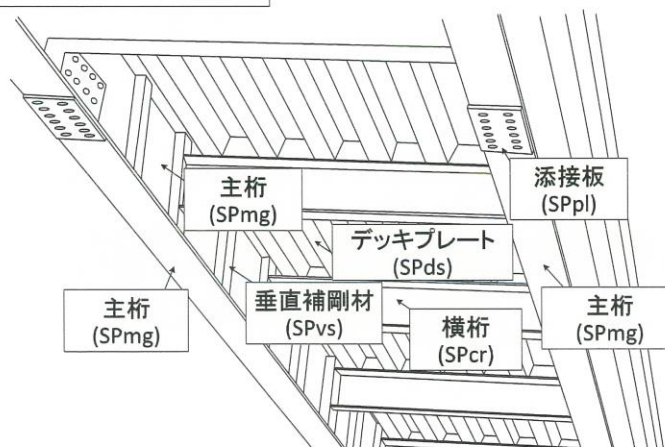 主桁
(SPmg)
添接板
(SPpl)
デッキプレート
(SPds)
主桁
(SPmg)
垂直補剛材
(SPvs)
横桁
(SPcr)
主桁
(SPmg)